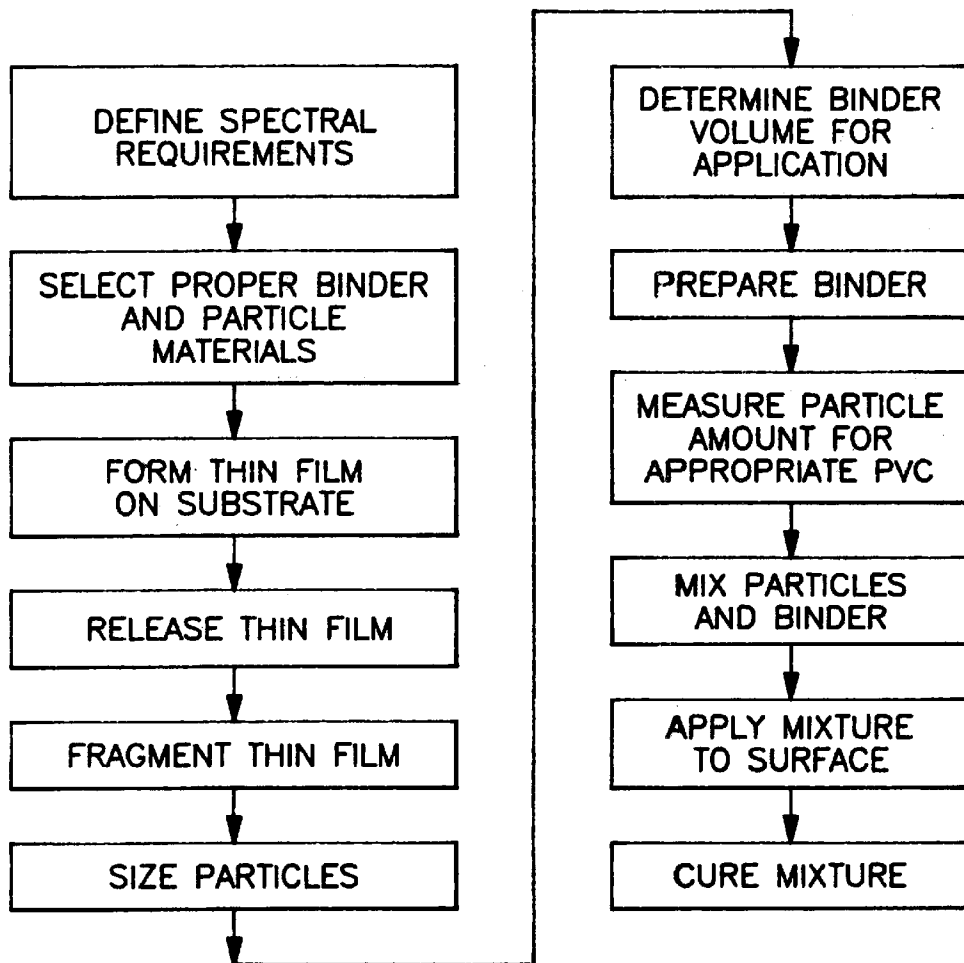 DEFINE SPECTRAL
REQUIREMENTS
SELECT PROPER BINDER
AND PARTICLE
MATERIALS
FORM THIN FILM
ON SUBSTRATE
RELEASE THIN FILM
FRAGMENT THIN FILM
SIZE PARTICLES
DETERMINE BINDER
VOLUME FOR
APPLICATION
PREPARE BINDER
MEASURE PARTICLE
AMOUNT FOR
APPROPRIATE PVC
MIX PARTICLES
AND BINDER
APPLY MIXTURE
TO SURFACE
CURE MIXTURE